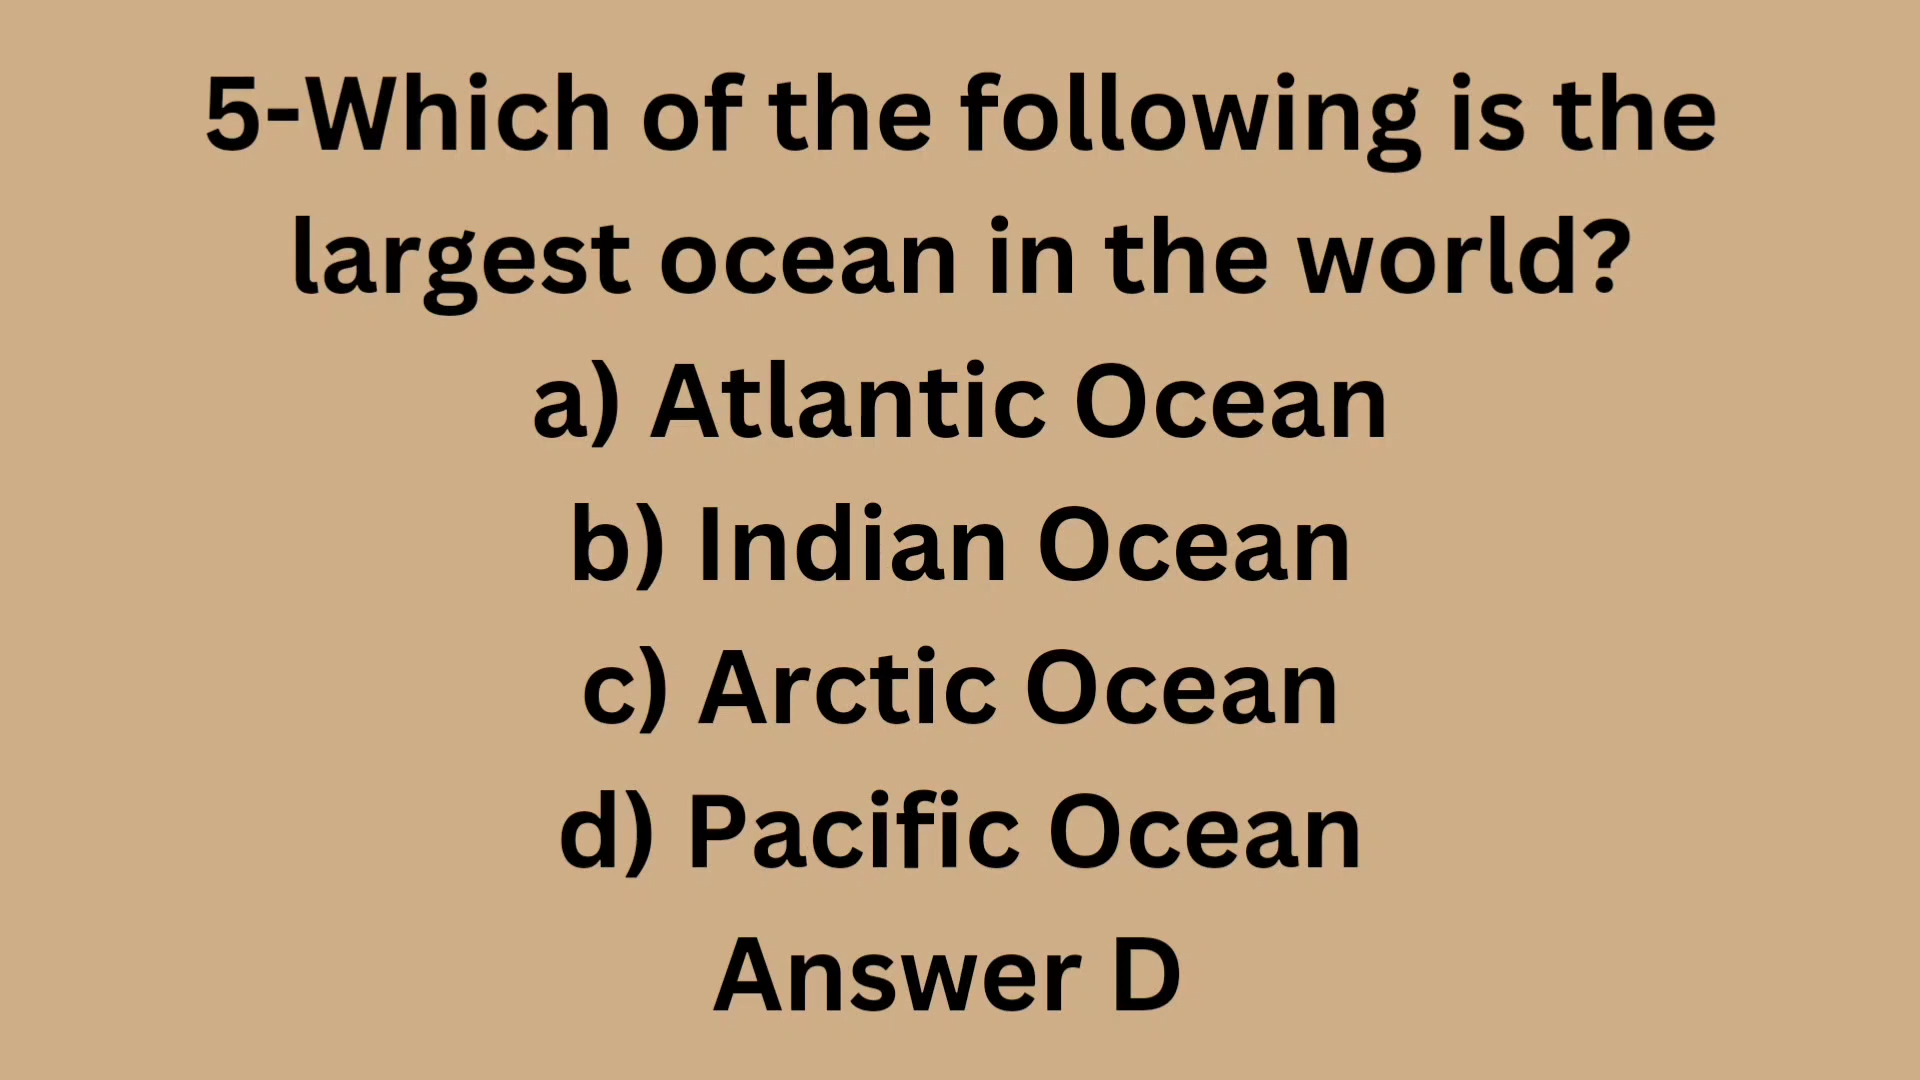 5-Which of the following is the
largest ocean in the world?
a) Atlantic Ocean
b) Indian Ocean
c) Arctic Ocean
d) Pacific Ocean
Answer D